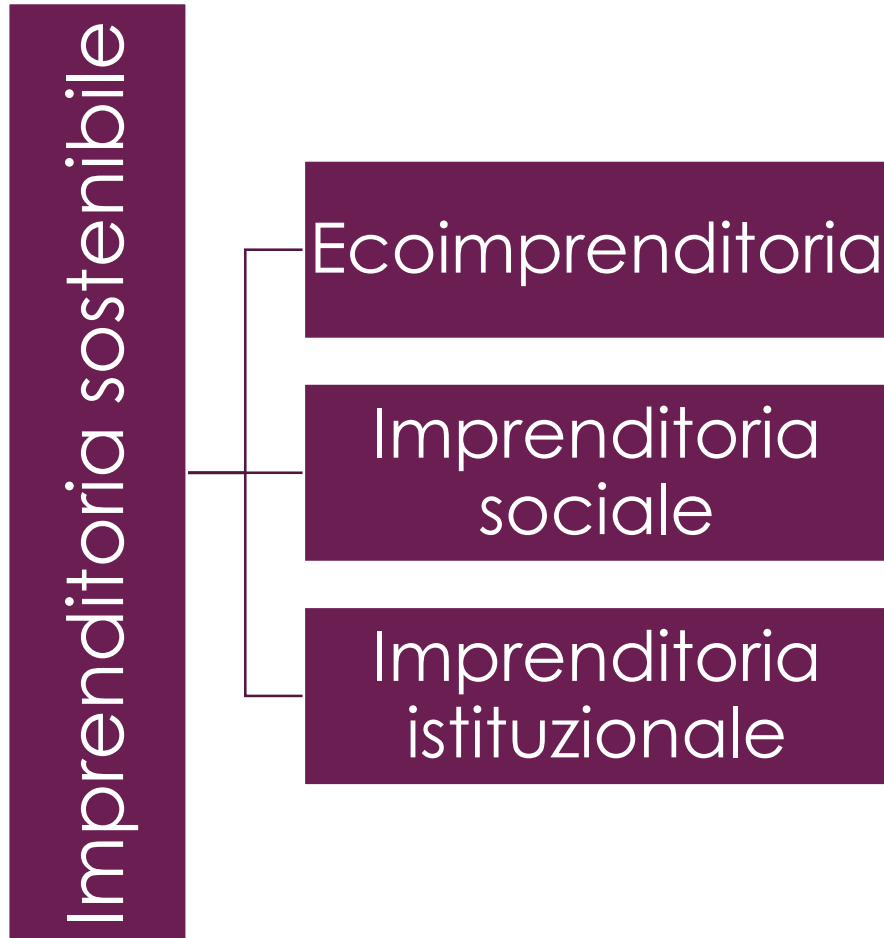 Imprenditoria sostenibile
Ecoimprenditoria
Imprenditoria
sociale
Imprenditoria
istituzionale